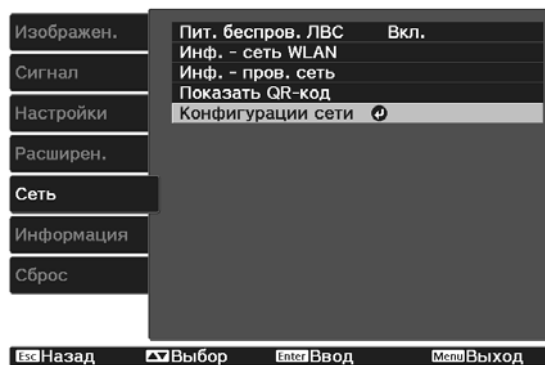 Изображен.
Сигнал
Настройки
Расширен.
Сеть
Информация
Сброс
Пит. беспров. ЛВС Вкл.
Инф. - сеть WLAN
Инф. - пров. сеть
Показать QR-код
Конфигурации сети
Esc Назад Выбор Enter Ввод Menu Выход